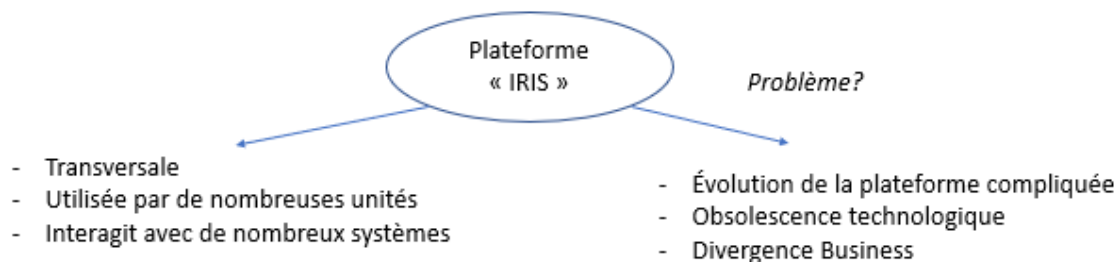 Plateforme
« IRIS »
Problème?
- Transversale
- Utilisée par de nombreuses unités
- Interagit avec de nombreux systèmes
- Évolution de la plateforme compliquée
- Obsolescence technologique
- Divergence Business